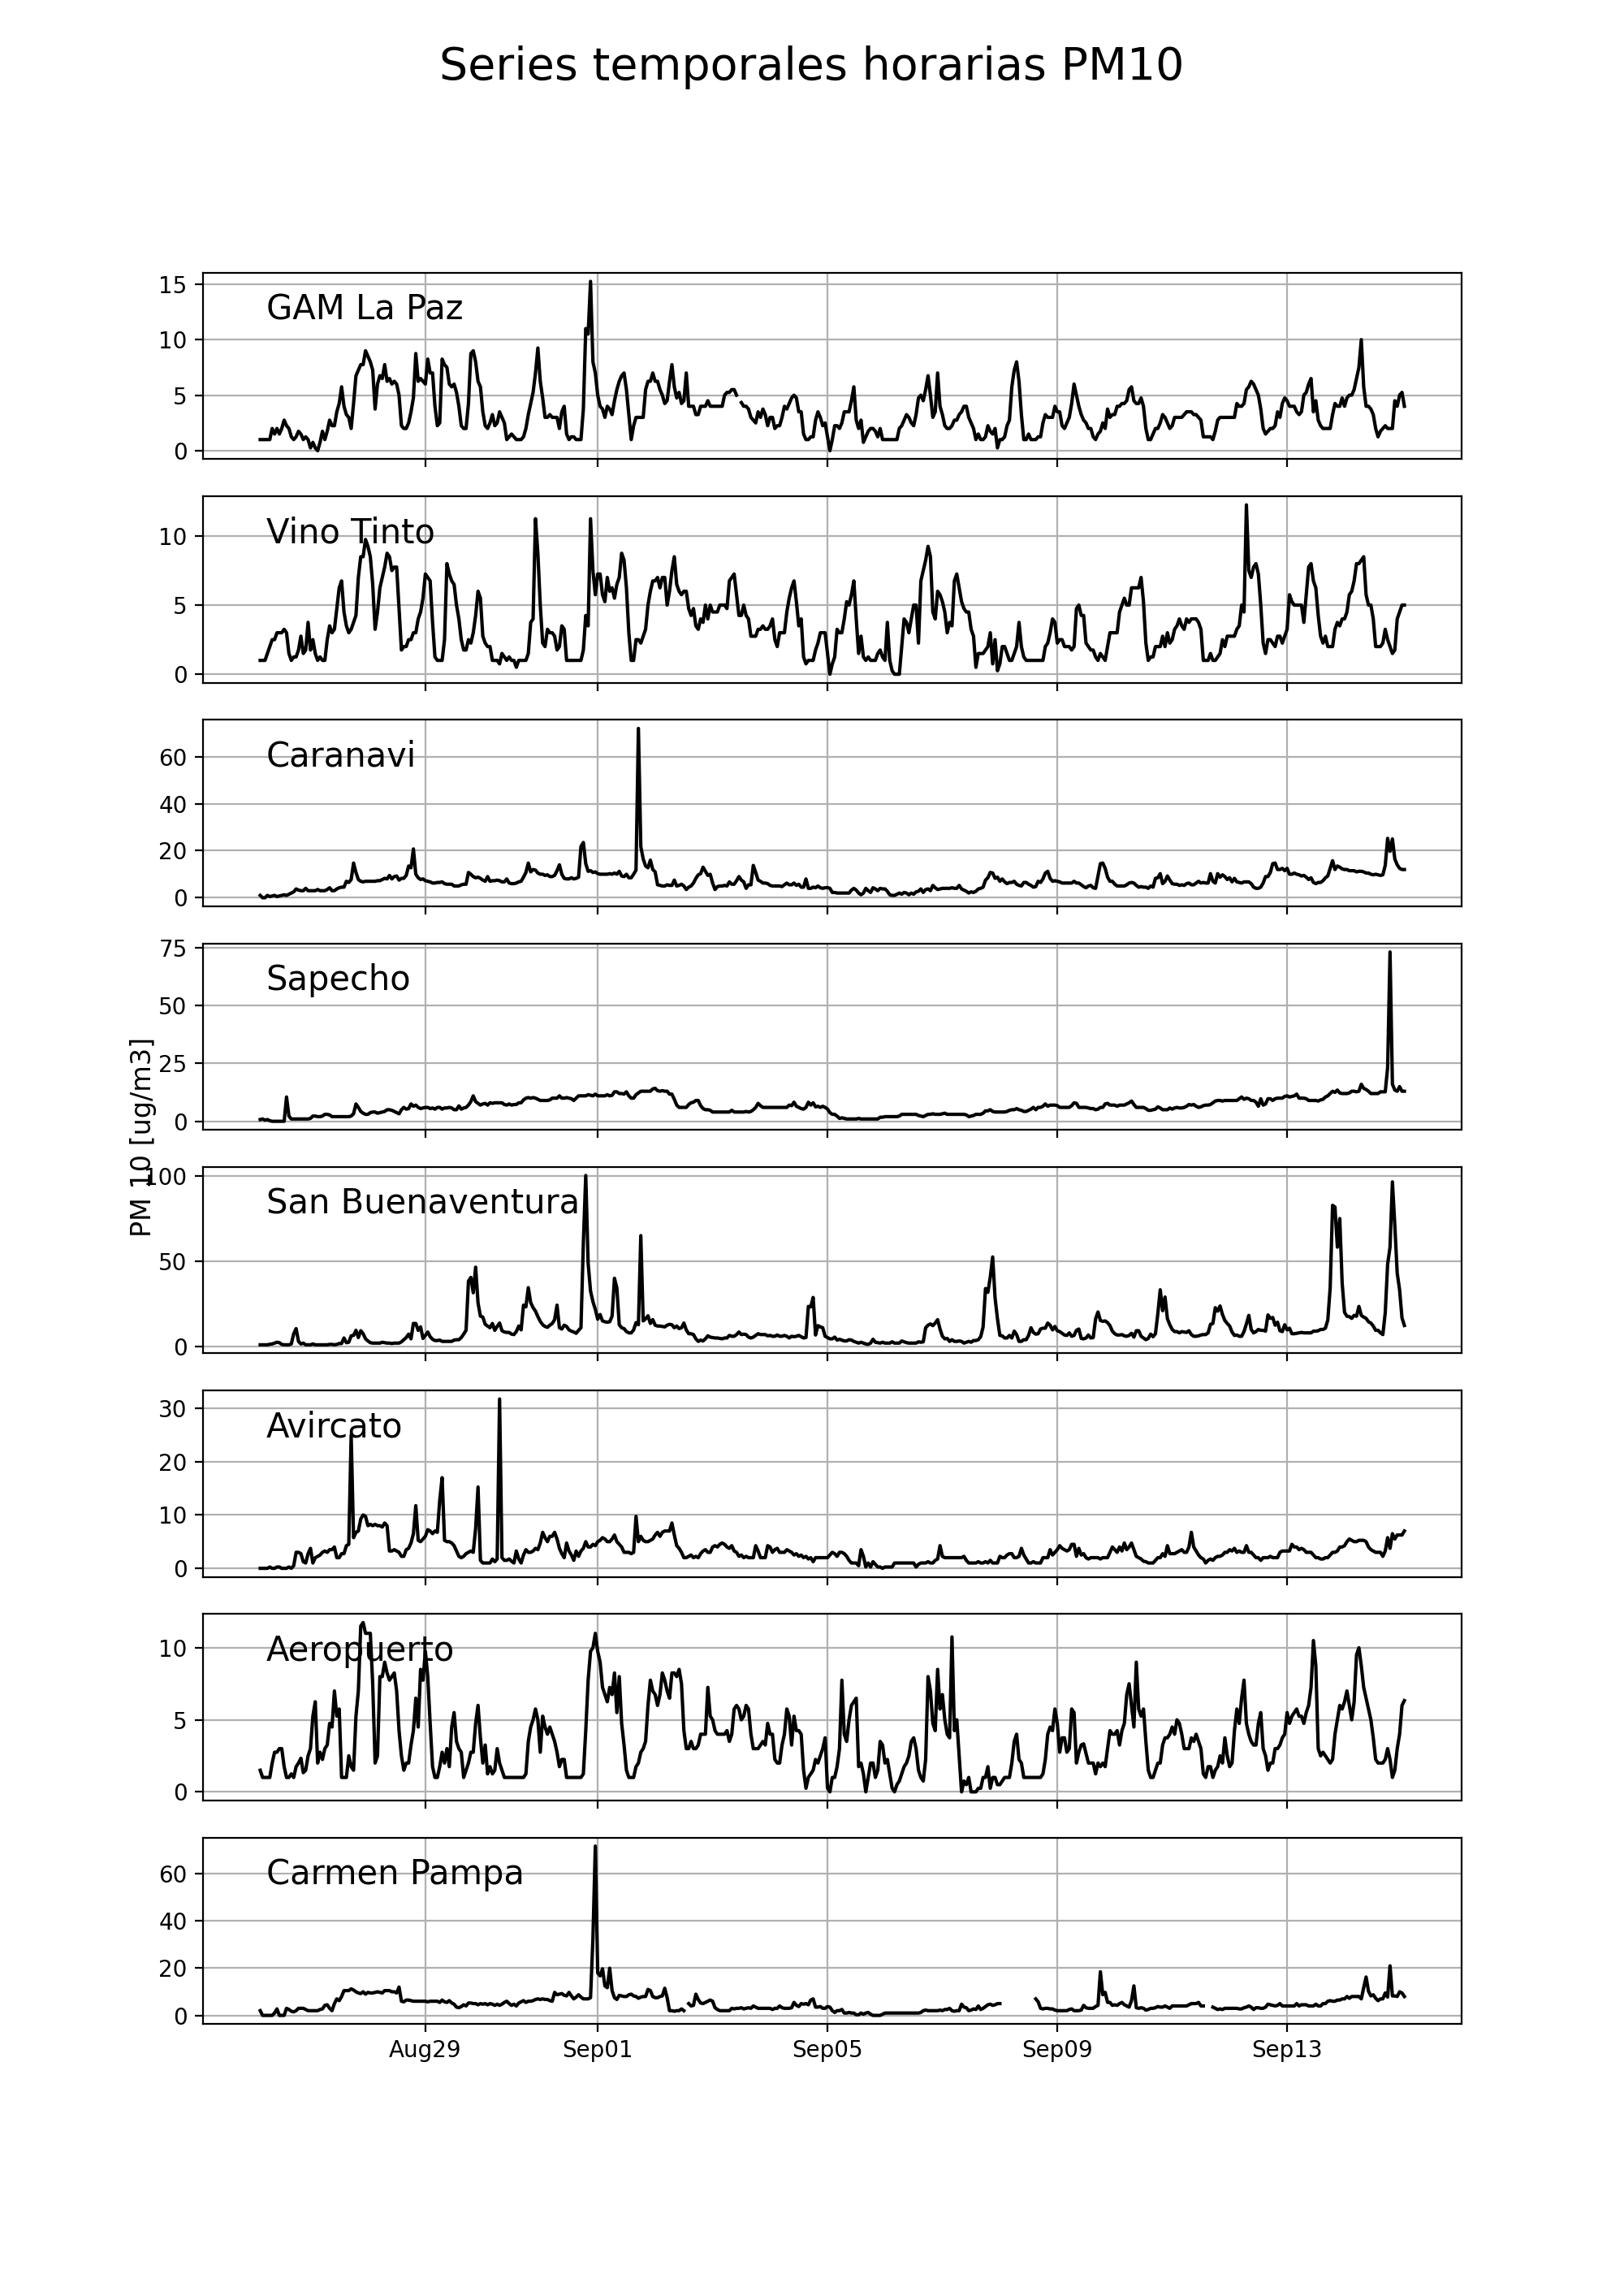 Series temporales horarias PM10
PM 10 [ug/m3]
GAM La Paz
15
10
5
0
Vino Tinto
10
5
0
Caranavi
60
40
20
0
Sapecho
75
50
25
0
San Buenaventura
100
50
0
Avircato
30
20
10
0
Aeropuerto
10
5
0
Carmen Pampa
60
40
20
0
Aug29 Sep01 Sep05 Sep09 Sep13